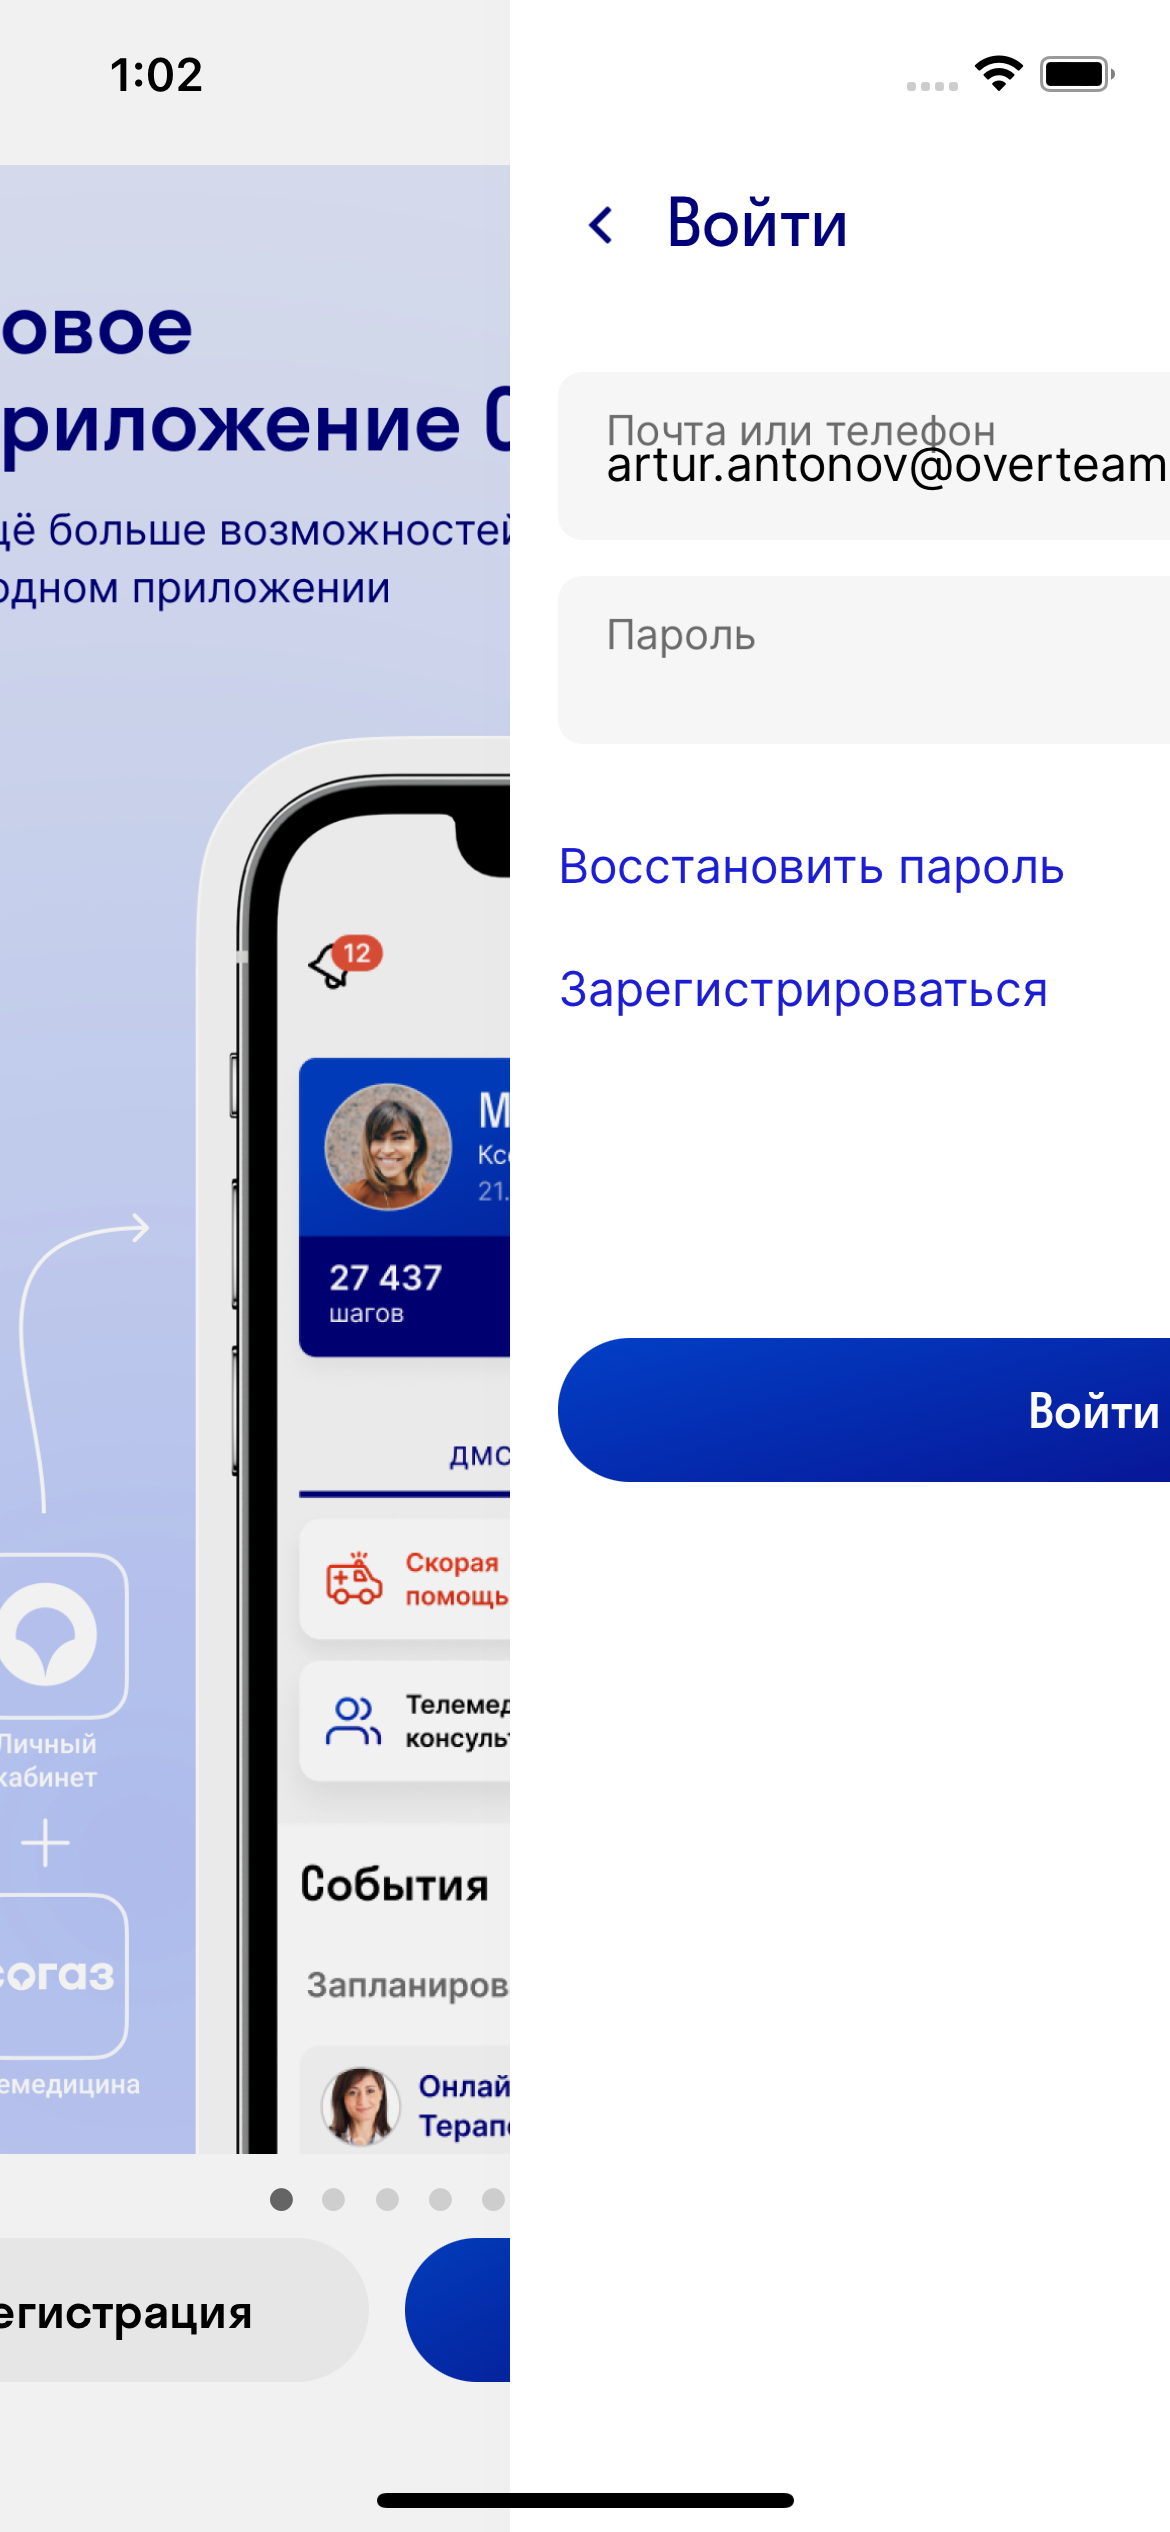 1:02
Войти
овое
риложение
щё больше возможностей
одном приложении
Почта или телефон
artur.antonov@overteam
Пароль
Восстановить пароль
Зарегистрироваться
12
27 437
шагов
ДМС
Войти
Скорая
помощь
Телемед
консуль
Личный
кабинет
События
Запланиров
согаз
емедицина
Онлай
Терап
егистрация